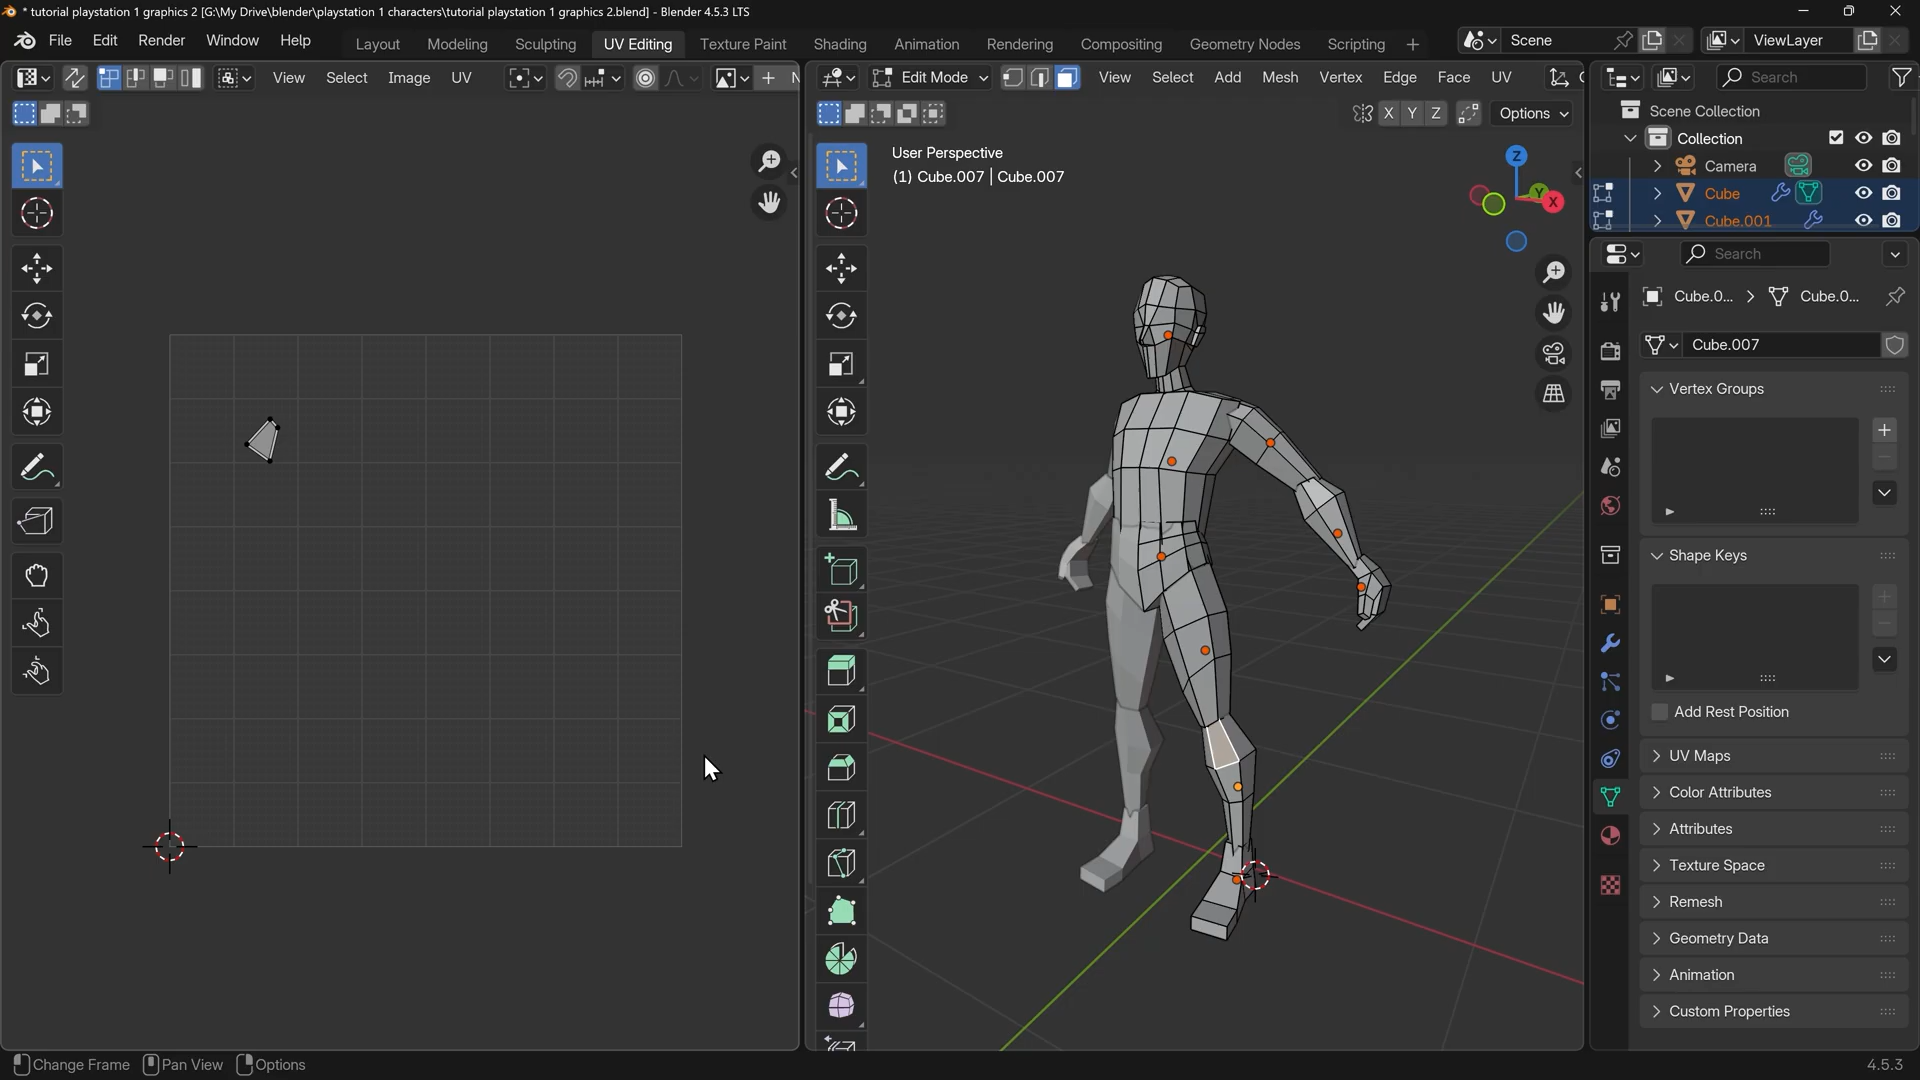 * tutorial playstation 1 graphics 2 [G:\My Drive\blender\playstation 1 characters\tutorial playstation 1 graphics 2.blend] - Blender 4.5.3 LTS
File Edit Render Window Help Layout Modeling Sculpting UV Editing Texture Paint Shading Animation Rendering Compositing Geometry Nodes Scripting + Scene ViewLayer
View Select Image UV Edit Mode View Select Add Mesh Vertex Edge Face UV Search
X Y Z Options
Scene Collection
Collection
Camera
Cube
Cube.001
User Perspective
(1) Cube.007 | Cube.007
Z
Y
X
Search
Cube.0... > Cube.0...
Cube.007
Vertex Groups
Shape Keys
Add Rest Position
UV Maps
Color Attributes
Attributes
Texture Space
Remesh
Geometry Data
Animation
Custom Properties
Change Frame Pan View Options 4.5.3